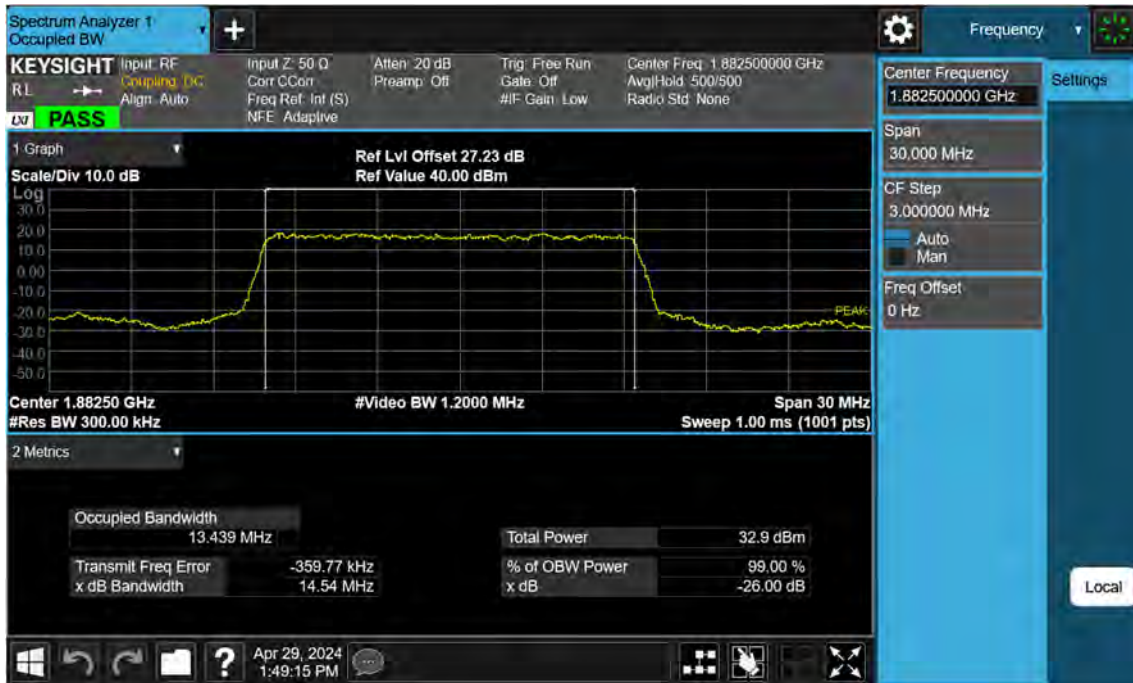 Spectrum Analyzer 1
Occupied BW
+
Frequency
KEYSIGHT Input: RF Input Z: 50 Ω Atten: 20 dB Trig: Free Run Center Freq: 1.882500000 GHz
RL Coupling: DC Corr CCorr Preamp: Off Gate: Off Avg|Hold: 500/500
Align: Auto Freq Ref: Int (S) #IF Gain: Low Radio Std: None
LXI PASS NFE: Adaptive
Center Frequency
1.882500000 GHz
Settings
Span
30.000 MHz
CF Step
3.000000 MHz
Auto
Man
Freq Offset
0 Hz
Local
1 Graph
Ref Lvl Offset 27.23 dB
Scale/Div 10.0 dB Ref Value 40.00 dBm
Log
30.0
20.0
10.0
0.00
-10.0
-20.0
PEAK
-30.0
-40.0
-50.0
Center 1.88250 GHz #Video BW 1.2000 MHz Span 30 MHz
#Res BW 300.00 kHz Sweep 1.00 ms (1001 pts)
2 Metrics
Occupied Bandwidth
13.439 MHz Total Power 32.9 dBm
Transmit Freq Error -359.77 kHz % of OBW Power 99.00 %
x dB Bandwidth 14.54 MHz x dB -26.00 dB
? Apr 29, 2024
1:49:15 PM